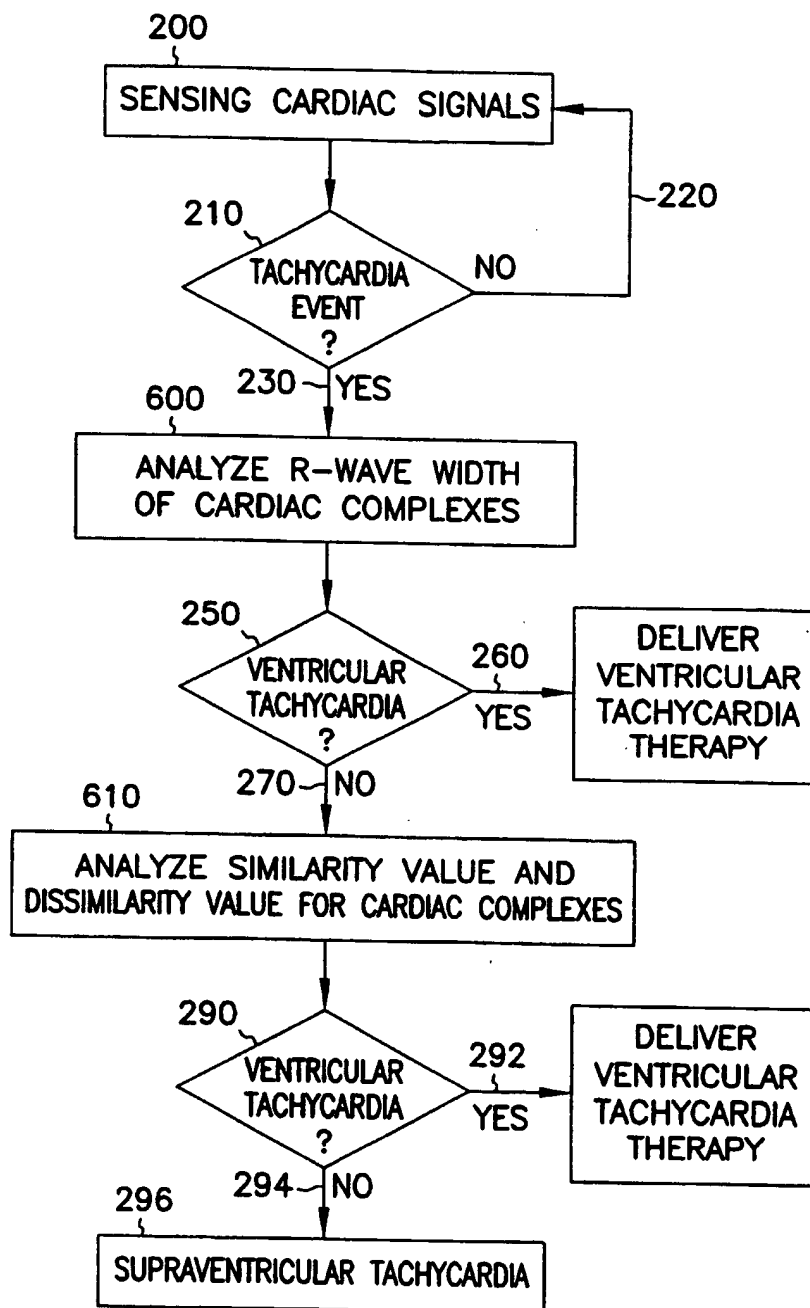 200
SENSING CARDIAC SIGNALS
220
210
TACHYCARDIA
EVENT
?
NO
230 YES
600
ANALYZE R-WAVE WIDTH
OF CARDIAC COMPLEXES
250
VENTRICULAR
TACHYCARDIA
?
260
YES
DELIVER
VENTRICULAR
TACHYCARDIA
THERAPY
270 NO
610
ANALYZE SIMILARITY VALUE AND
DISSIMILARITY VALUE FOR CARDIAC COMPLEXES
290
VENTRICULAR
TACHYCARDIA
?
292
YES
DELIVER
VENTRICULAR
TACHYCARDIA
THERAPY
294 NO
296
SUPRAVENTRICULAR TACHYCARDIA